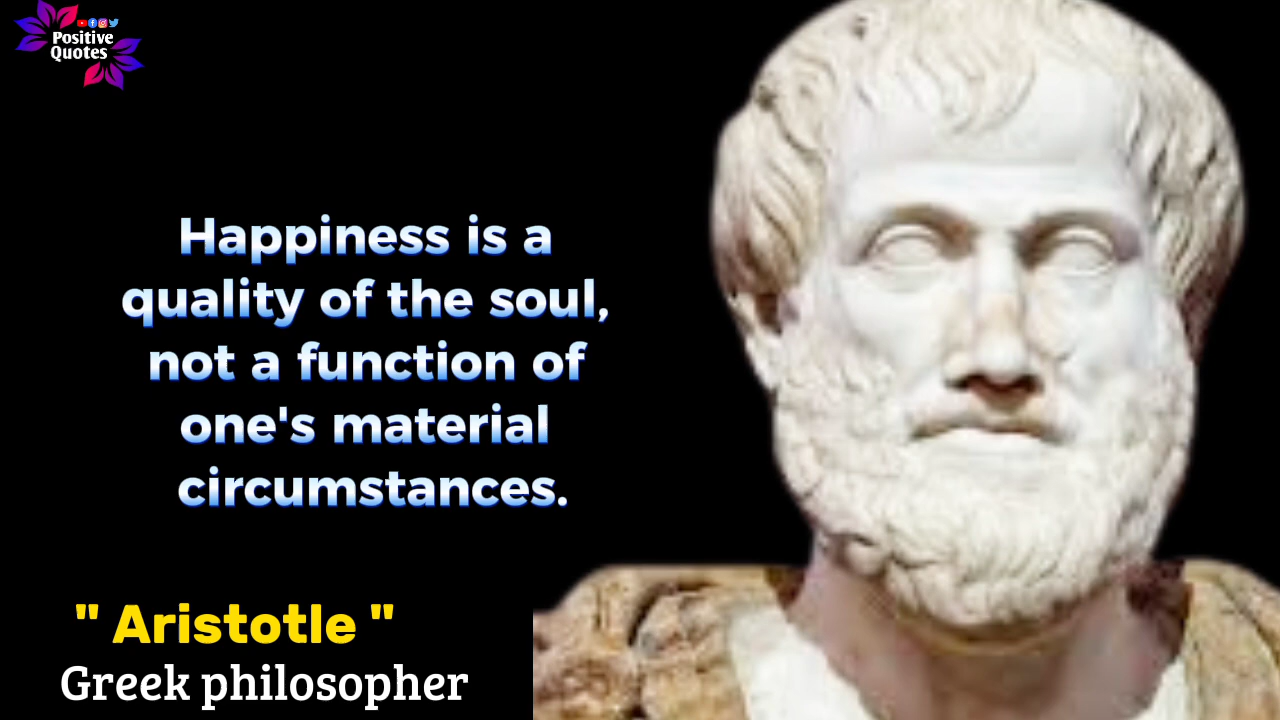 Positive
Quotes
Happiness is a
quality of the soul,
not a function of
one's material
circumstances.
" Aristotle "
Greek philosopher